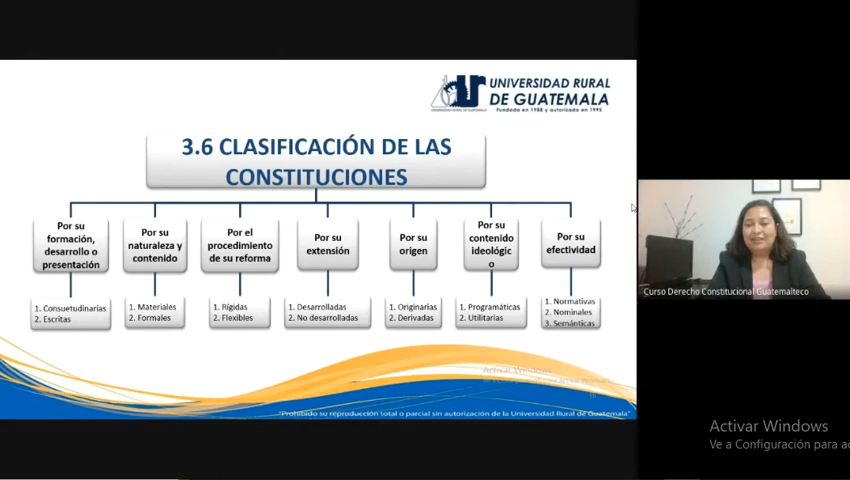 UNIVERSIDAD RURAL
DE GUATEMALA
Fundada en 1988 y autorizada en 1995
3.6 CLASIFICACIÓN DE LAS
CONSTITUCIONES
Por su
formación,
desarrollo o
presentación
1. Consuetudinarias
2. Escritas
Por su
naturaleza y
contenido
1. Materiales
2. Formales
Por el
procedimiento
de su reforma
1. Rígidas
2. Flexibles
Por su
extensión
1. Desarrolladas
2. No desarrolladas
Por su
origen
1. Originarias
2. Derivadas
Por su
contenido
ideológic
o
1. Programáticas
2. Utilitarias
Por su
efectividad
1. Normativas
2. Nominales
3. Semánticas
Activar Windows
"Prohibido su reproducción total o parcial sin autorización de la Universidad Rural de Guatemala"
Curso Derecho Constitucional Guatemalteco
Activar Windows
Ve a Configuración para ac